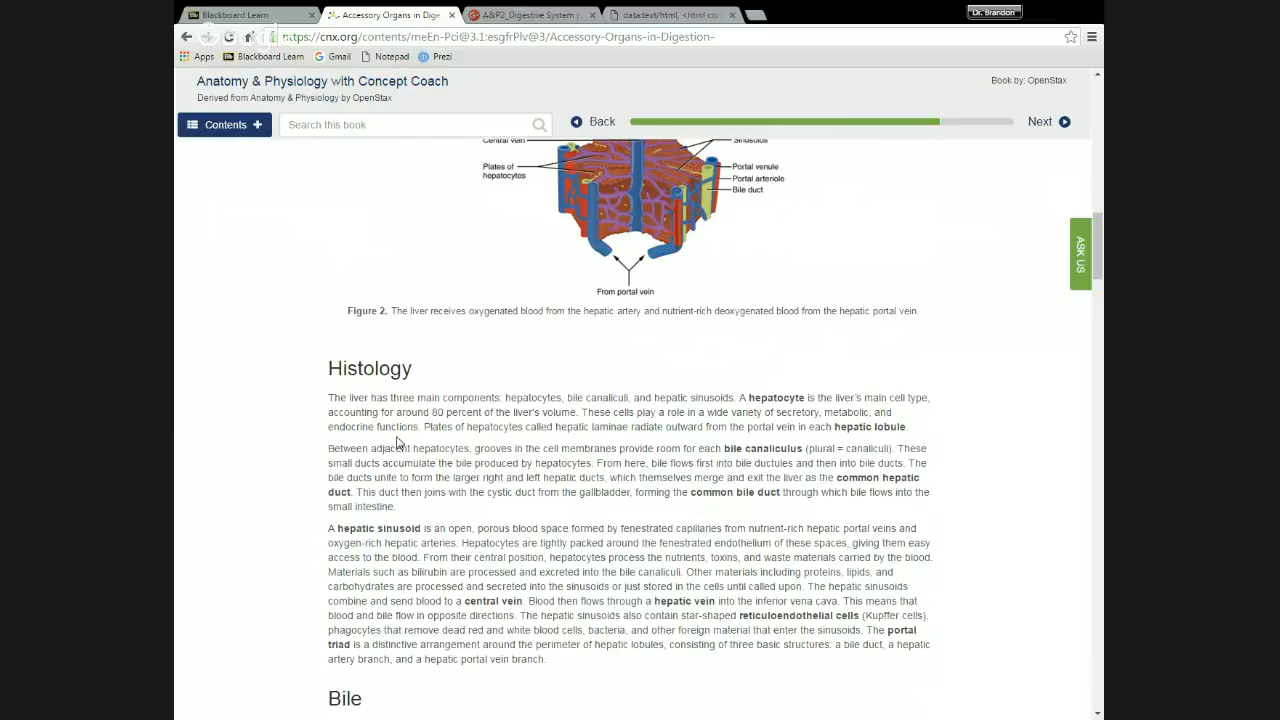 Blackboard Learn
Accessory Organs in Dige
A&P2_Digestive System
data:text/html, <html co
Dr. Brandon
https://cnx.org/contents/meEn-Pci@3.1:esgfrPlv@3/Accessory-Organs-in-Digestion-
Apps Blackboard Learn Gmail Notepad Prezi
Anatomy & Physiology with Concept Coach
Book by: OpenStax
Derived from Anatomy & Physiology by OpenStax
Contents +
Search this book
Back
Next
Central vein
Sinusoids
Plates of
hepatocytes
Portal venule
Portal arteriole
Bile duct
From portal vein
ASK US
Figure 2. The liver receives oxygenated blood from the hepatic artery and nutrient-rich deoxygenated blood from the hepatic portal vein.
Histology
The liver has three main components: hepatocytes, bile canaliculi, and hepatic sinusoids. A hepatocyte is the liver's main cell type,
accounting for around 80 percent of the liver's volume. These cells play a role in a wide variety of secretory, metabolic, and
endocrine functions. Plates of hepatocytes called hepatic laminae radiate outward from the portal vein in each hepatic lobule.
Between adjacent hepatocytes, grooves in the cell membranes provide room for each bile canaliculus (plural = canaliculi). These
small ducts accumulate the bile produced by hepatocytes. From here, bile flows first into bile ductules and then into bile ducts. The
bile ducts unite to form the larger right and left hepatic ducts, which themselves merge and exit the liver as the common hepatic
duct. This duct then joins with the cystic duct from the gallbladder, forming the common bile duct through which bile flows into the
small intestine.
A hepatic sinusoid is an open, porous blood space formed by fenestrated capillaries from nutrient-rich hepatic portal veins and
oxygen-rich hepatic arteries. Hepatocytes are tightly packed around the fenestrated endothelium of these spaces, giving them easy
access to the blood. From their central position, hepatocytes process the nutrients, toxins, and waste materials carried by the blood.
Materials such as bilirubin are processed and excreted into the bile canaliculi. Other materials including proteins, lipids, and
carbohydrates are processed and secreted into the sinusoids or just stored in the cells until called upon. The hepatic sinusoids
combine and send blood to a central vein. Blood then flows through a hepatic vein into the inferior vena cava. This means that
blood and bile flow in opposite directions. The hepatic sinusoids also contain star-shaped reticuloendothelial cells (Kupffer cells),
phagocytes that remove dead red and white blood cells, bacteria, and other foreign material that enter the sinusoids. The portal
triad is a distinctive arrangement around the perimeter of hepatic lobules, consisting of three basic structures: a bile duct, a hepatic
artery branch, and a hepatic portal vein branch.
Bile